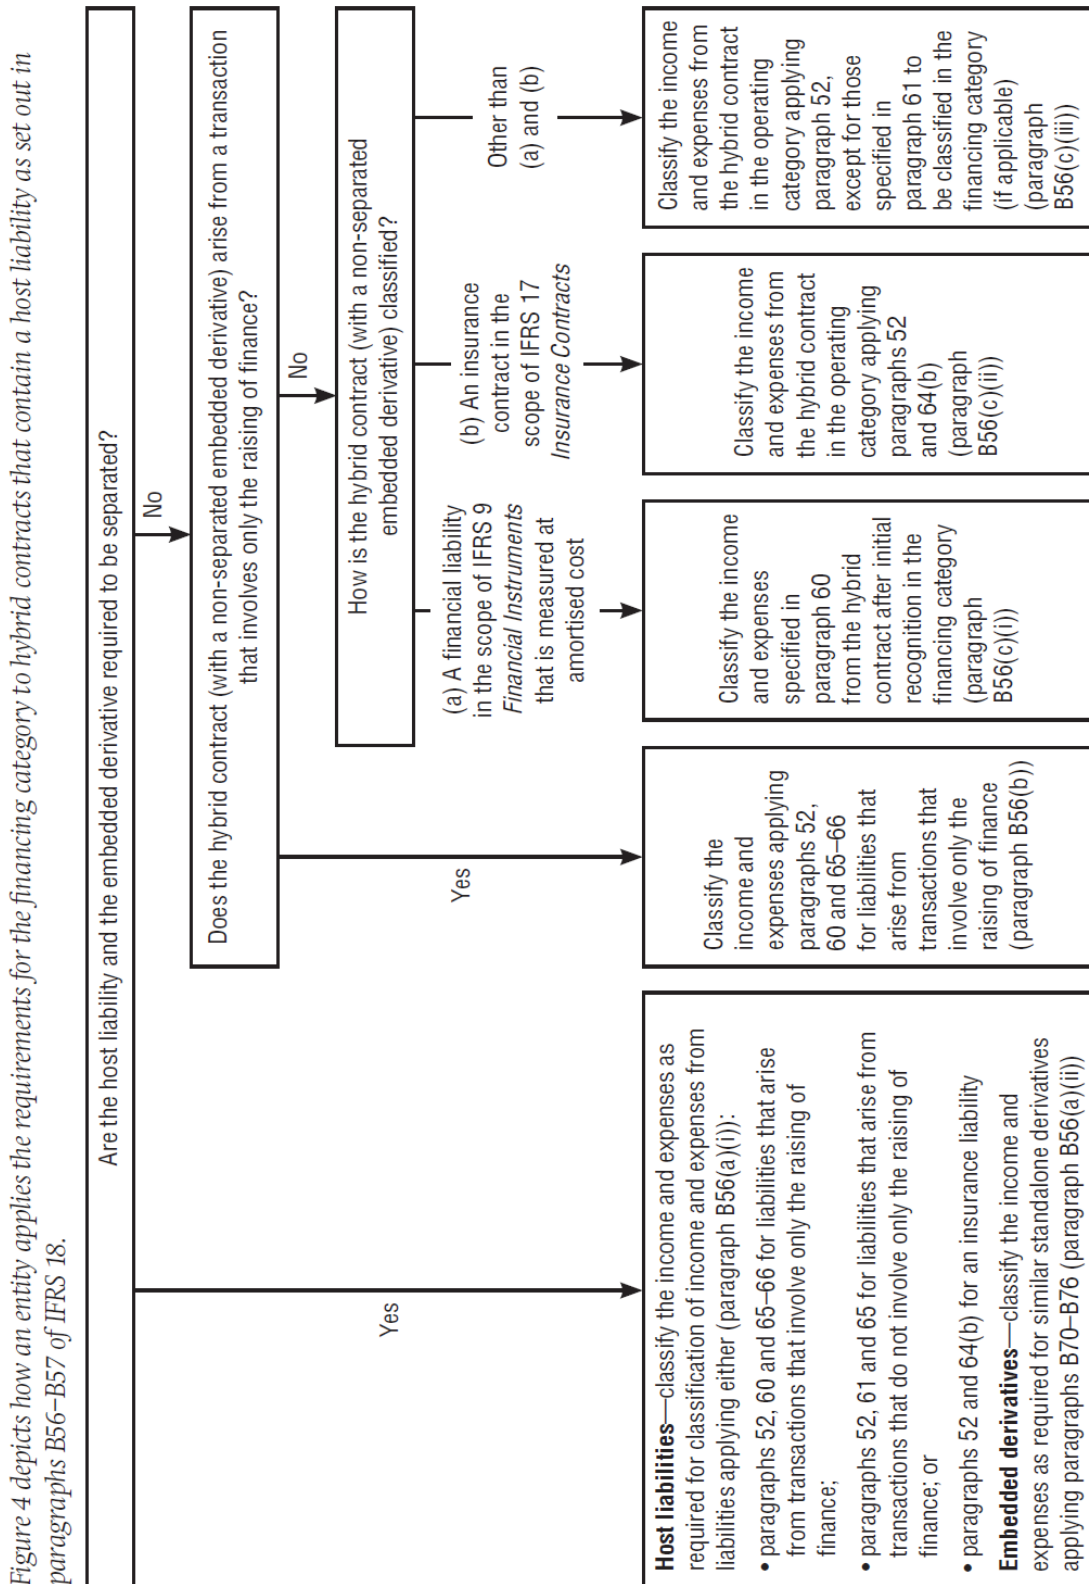 Figure 4 depicts how an entity applies the requirements for the financing category to hybrid contracts that contain a host liability as set out in
paragraphs B56–B57 of IFRS 18.
Are the host liability and the embedded derivative required to be separated?
No
Does the hybrid contract (with a non-separated embedded derivative) arise from a transaction
that involves only the raising of finance?
No
How is the hybrid contract (with a non-separated
embedded derivative) classified?
Yes
Yes
(a) A financial liability
in the scope of IFRS 9
Financial Instruments
that is measured at
amortised cost
(b) An insurance
contract in the
scope of IFRS 17
Insurance Contracts
Other than
(a) and (b)
Host liabilities—classify the income and expenses as
required for classification of income and expenses from
liabilities applying either (paragraph B56(a)(i)):
• paragraphs 52, 60 and 65–66 for liabilities that arise
from transactions that involve only the raising of
finance;
• paragraphs 52, 61 and 65 for liabilities that arise from
transactions that do not involve only the raising of
finance; or
• paragraphs 52 and 64(b) for an insurance liability
Embedded derivatives—classify the income and
expenses as required for similar standalone derivatives
applying paragraphs B70–B76 (paragraph B56(a)(ii))
Classify the
income and
expenses applying
paragraphs 52,
60 and 65–66
for liabilities that
arise from
transactions that
involve only the
raising of finance
(paragraph B56(b))
Classify the income
and expenses
specified in
paragraph 60
from the hybrid
contract after initial
recognition in the
financing category
(paragraph
B56(c)(i))
Classify the income
and expenses from
the hybrid contract
in the operating
category applying
paragraphs 52
and 64(b)
(paragraph
B56(c)(ii))
Classify the income
and expenses from
the hybrid contract
in the operating
category applying
paragraph 52,
except for those
specified in
paragraph 61 to
be classified in the
financing category
(if applicable)
(paragraph
B56(c)(iii))